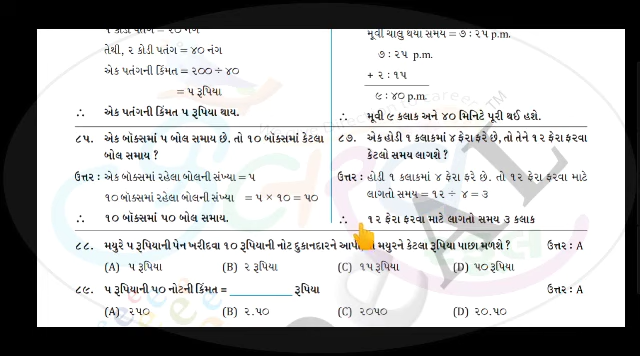 ૧ કોડી પતંગ = ૨૦ નંગ
તેથી, ૨ કોડી પતંગ = ૪૦ નંગ
એક પતંગની કિંમત = ૨૦૦ ÷ ૪૦
= ૫ રૂપિયા
∴ એક પતંગની કિંમત ૫ રૂપિયા થાય.
૮૫. એક બૉક્સમાં ૫ બોલ સમાય છે. તો ૧૦ બૉક્સમાં કેટલા
બોલ સમાય ?
ઉત્તર : એક બૉક્સમાં રહેલા બોલની સંખ્યા = ૫
૧૦ બૉક્સમાં રહેલા બોલની સંખ્યા = ૫ × ૧૦ = ૫૦
∴ ૧૦ બૉક્સમાં ૫૦ બોલ સમાય.
મૂવી ચાલુ થયા સમય = ૭ : ૨૫ p.m.
૭ : ૨૫ p.m.
+ ૨ : ૧૫
૯ : ૪૦ p.m.
∴ મૂવી ૯ કલાક અને ૪૦ મિનિટે પૂરી થઈ હશે.
૮૭. એક હોડી ૧ કલાકમાં ૪ ફેરા ફરે છે, તો તેને ૧૨ ફેરા ફરવા
કેટલો સમય લાગશે ?
ઉત્તર : હોડી ૧ કલાકમાં ૪ ફેરા ફરે છે. તો ૧૨ ફેરા ફરવા માટે
લાગતો સમય = ૧૨ ÷ ૪ = ૩
∴ ૧૨ ફેરા ફરવા માટે લાગતો સમય ૩ કલાક
૮૮. મયુરે ૫ રૂપિયાની પેન ખરીદવા ૧૦ રૂપિયાની નોટ દુકાનદારને આપી. મયુરને કેટલા રૂપિયા પાછા મળશે ? ઉત્તર : A
(A) ૫ રૂપિયા (B) ૨ રૂપિયા (C) ૧૫ રૂપિયા (D) ૫૦ રૂપિયા
૮૯. ૫ રૂપિયાની ૫૦ નોટની કિંમત = ________ રૂપિયા ઉત્તર : A
(A) ૨૫૦ (B) ૨.૫૦ (C) ૨૦૫૦ (D) ૨૦.૫૦